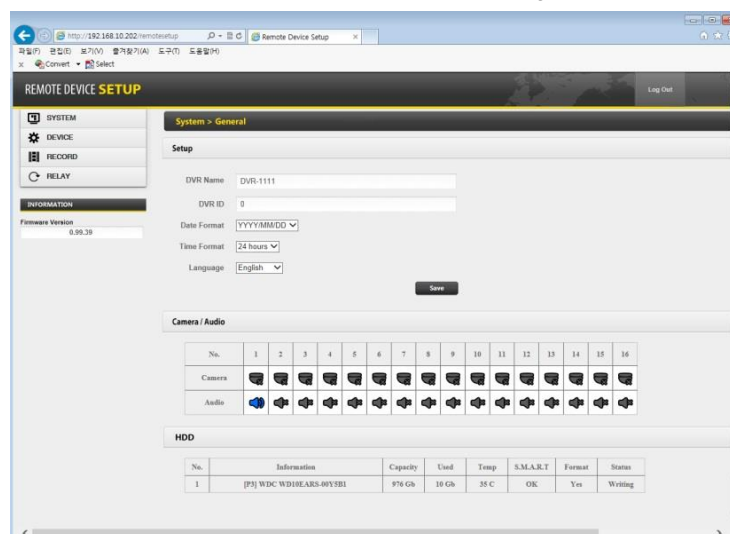 http://192.168.10.202/remotesetup
Remote Device Setup
파일(F) 편집(E) 보기(V) 즐겨찾기(A) 도구(T) 도움말(H)
x Convert Select
REMOTE DEVICE SETUP
Log Out
SYSTEM
DEVICE
RECORD
RELAY
INFORMATION
Firmware Version
0.99.39
System > General
Setup
DVR Name DVR-1111
DVR ID 0
Date Format YYYY/MM/DD
Time Format 24 hours
Language English
Save
Camera / Audio
No. 1 2 3 4 5 6 7 8 9 10 11 12 13 14 15 16
Camera
Audio
HDD
No. Information Capacity Used Temp S.M.A.R.T Format Status
1 [P3] WDC WD10EARS-00Y5B1 976 Gb 10 Gb 35 C OK Yes Writing